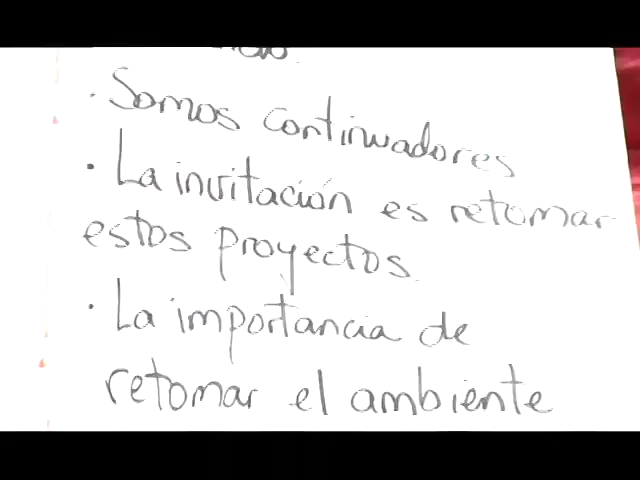 · Somos continuadores
· La invitación es retomar
estos proyectos
· La importancia de
retomar el ambiente